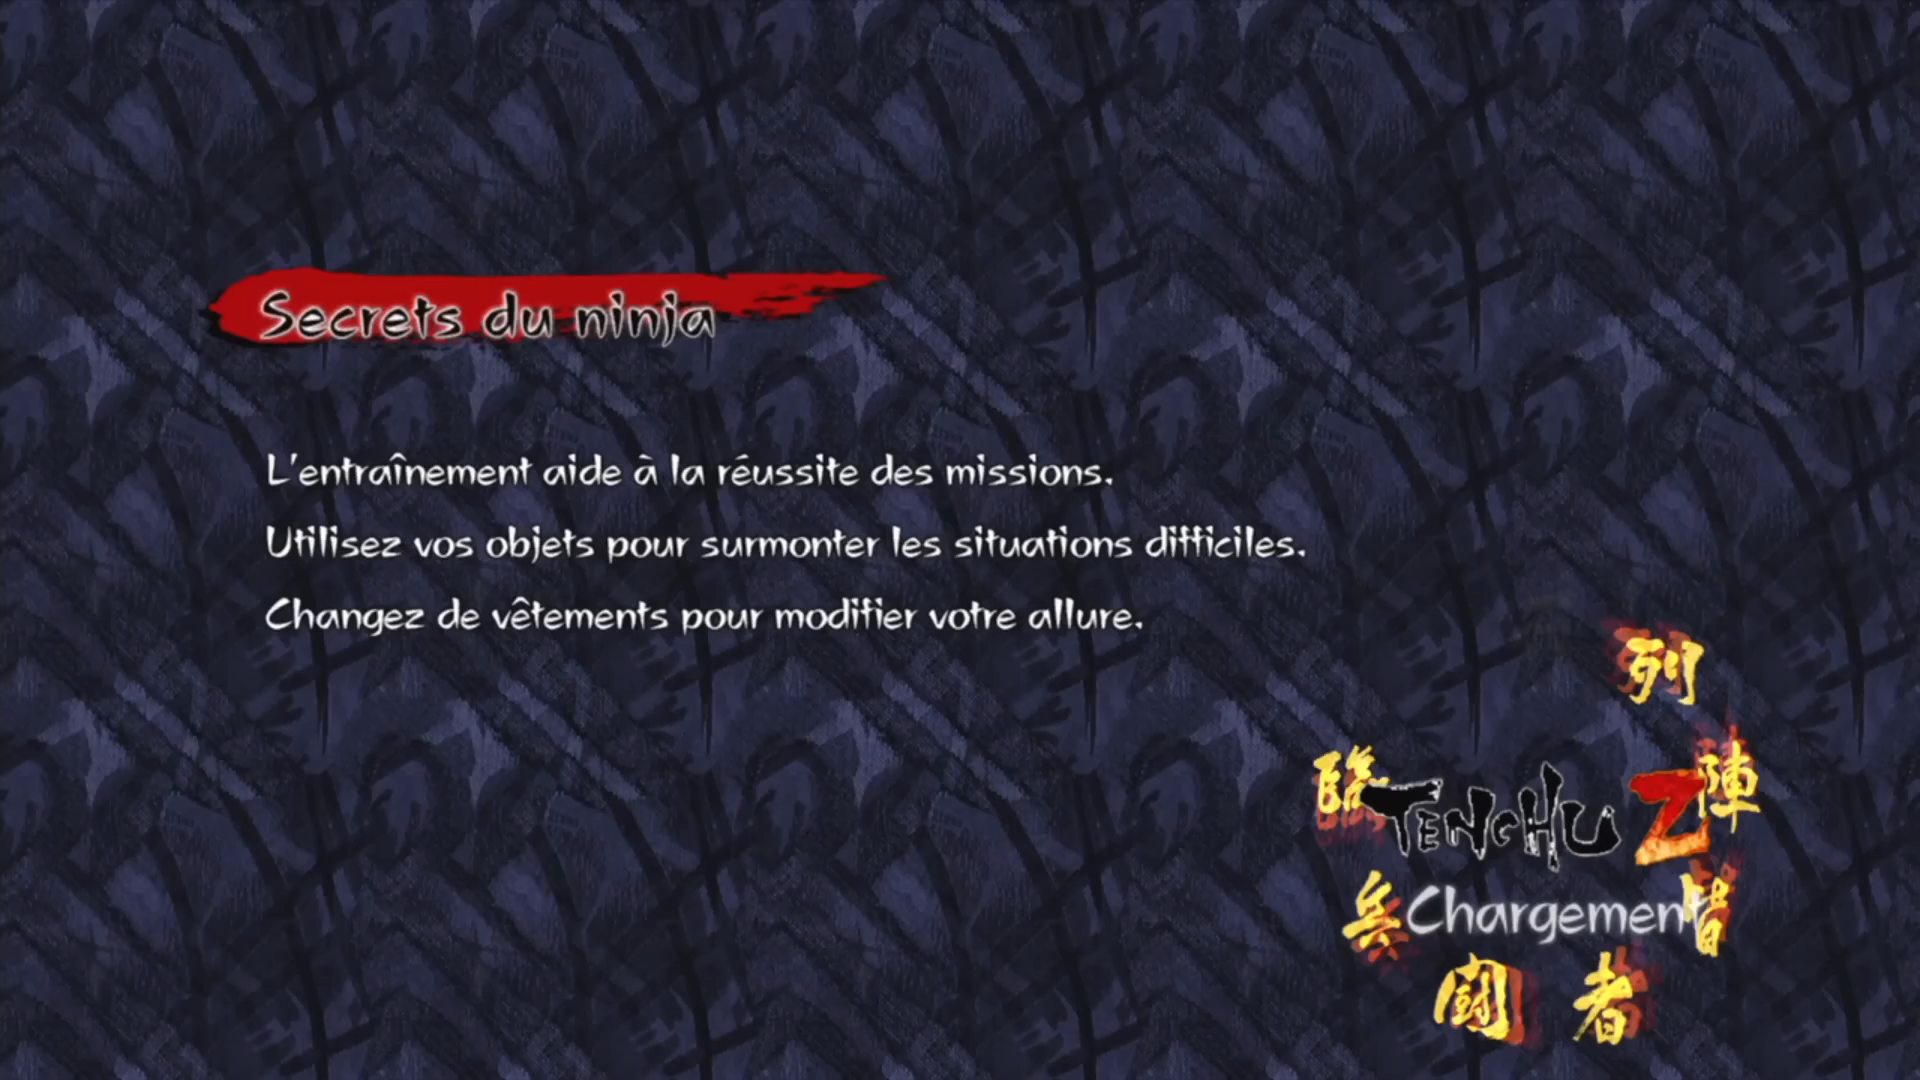 Secrets du ninja
L'entraînement aide à la réussite des missions.
Utilisez vos objets pour surmonter les situations difficiles.
Changez de vêtements pour modifier votre allure.
列
臨 TENCHU Z 陣
兵 Chargement 皆
闘 者